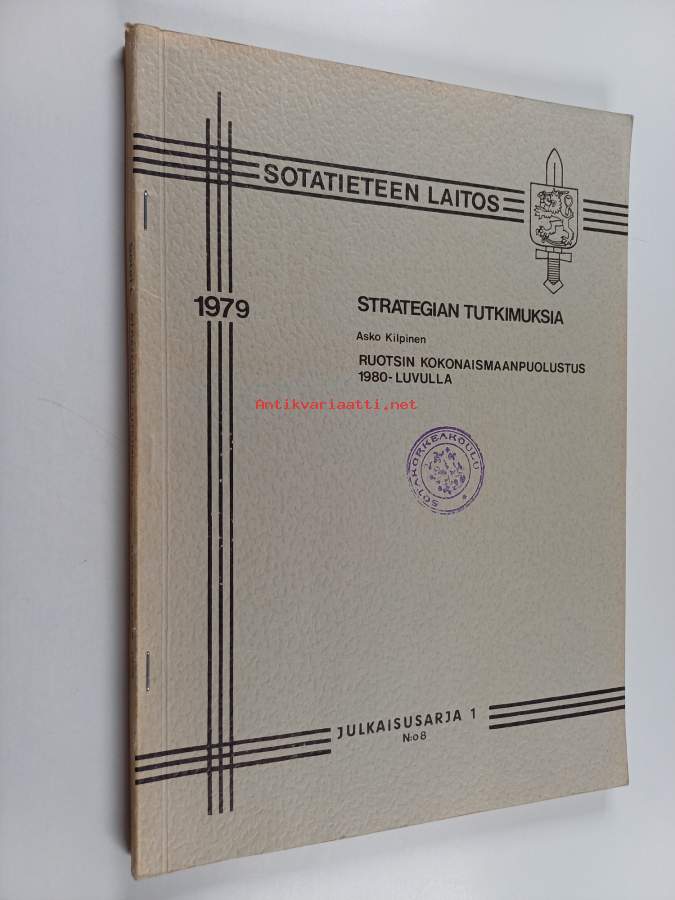 SOTATIETEEN LAITOS
1979
STRATEGIAN TUTKIMUKSIA
Asko Kilpinen
RUOTSIN KOKONAISMAANPUOLUSTUS
1980-LUVULLA
Antikvariaatti.net
SOTAKORKEAKOULU
JULKAISUSARJA 1
N:o 8